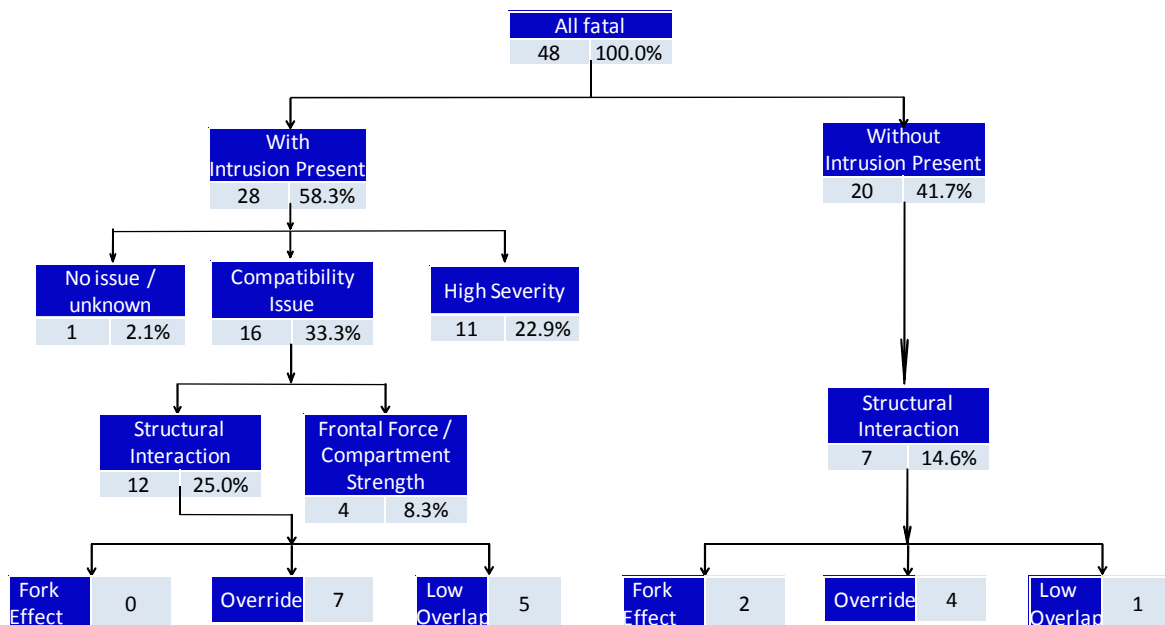 All fatal
48 100.0%
With
Intrusion Present
28 58.3%
Without
Intrusion Present
20 41.7%
No issue /
unknown
1 2.1%
Compatibility
Issue
16 33.3%
High Severity
11 22.9%
Structural
Interaction
12 25.0%
Frontal Force /
Compartment
Strength
4 8.3%
Structural
Interaction
7 14.6%
Fork
Effect
0
Override
7
Low
Overlap
5
Fork
Effect
2
Override
4
Low
Overlap
1